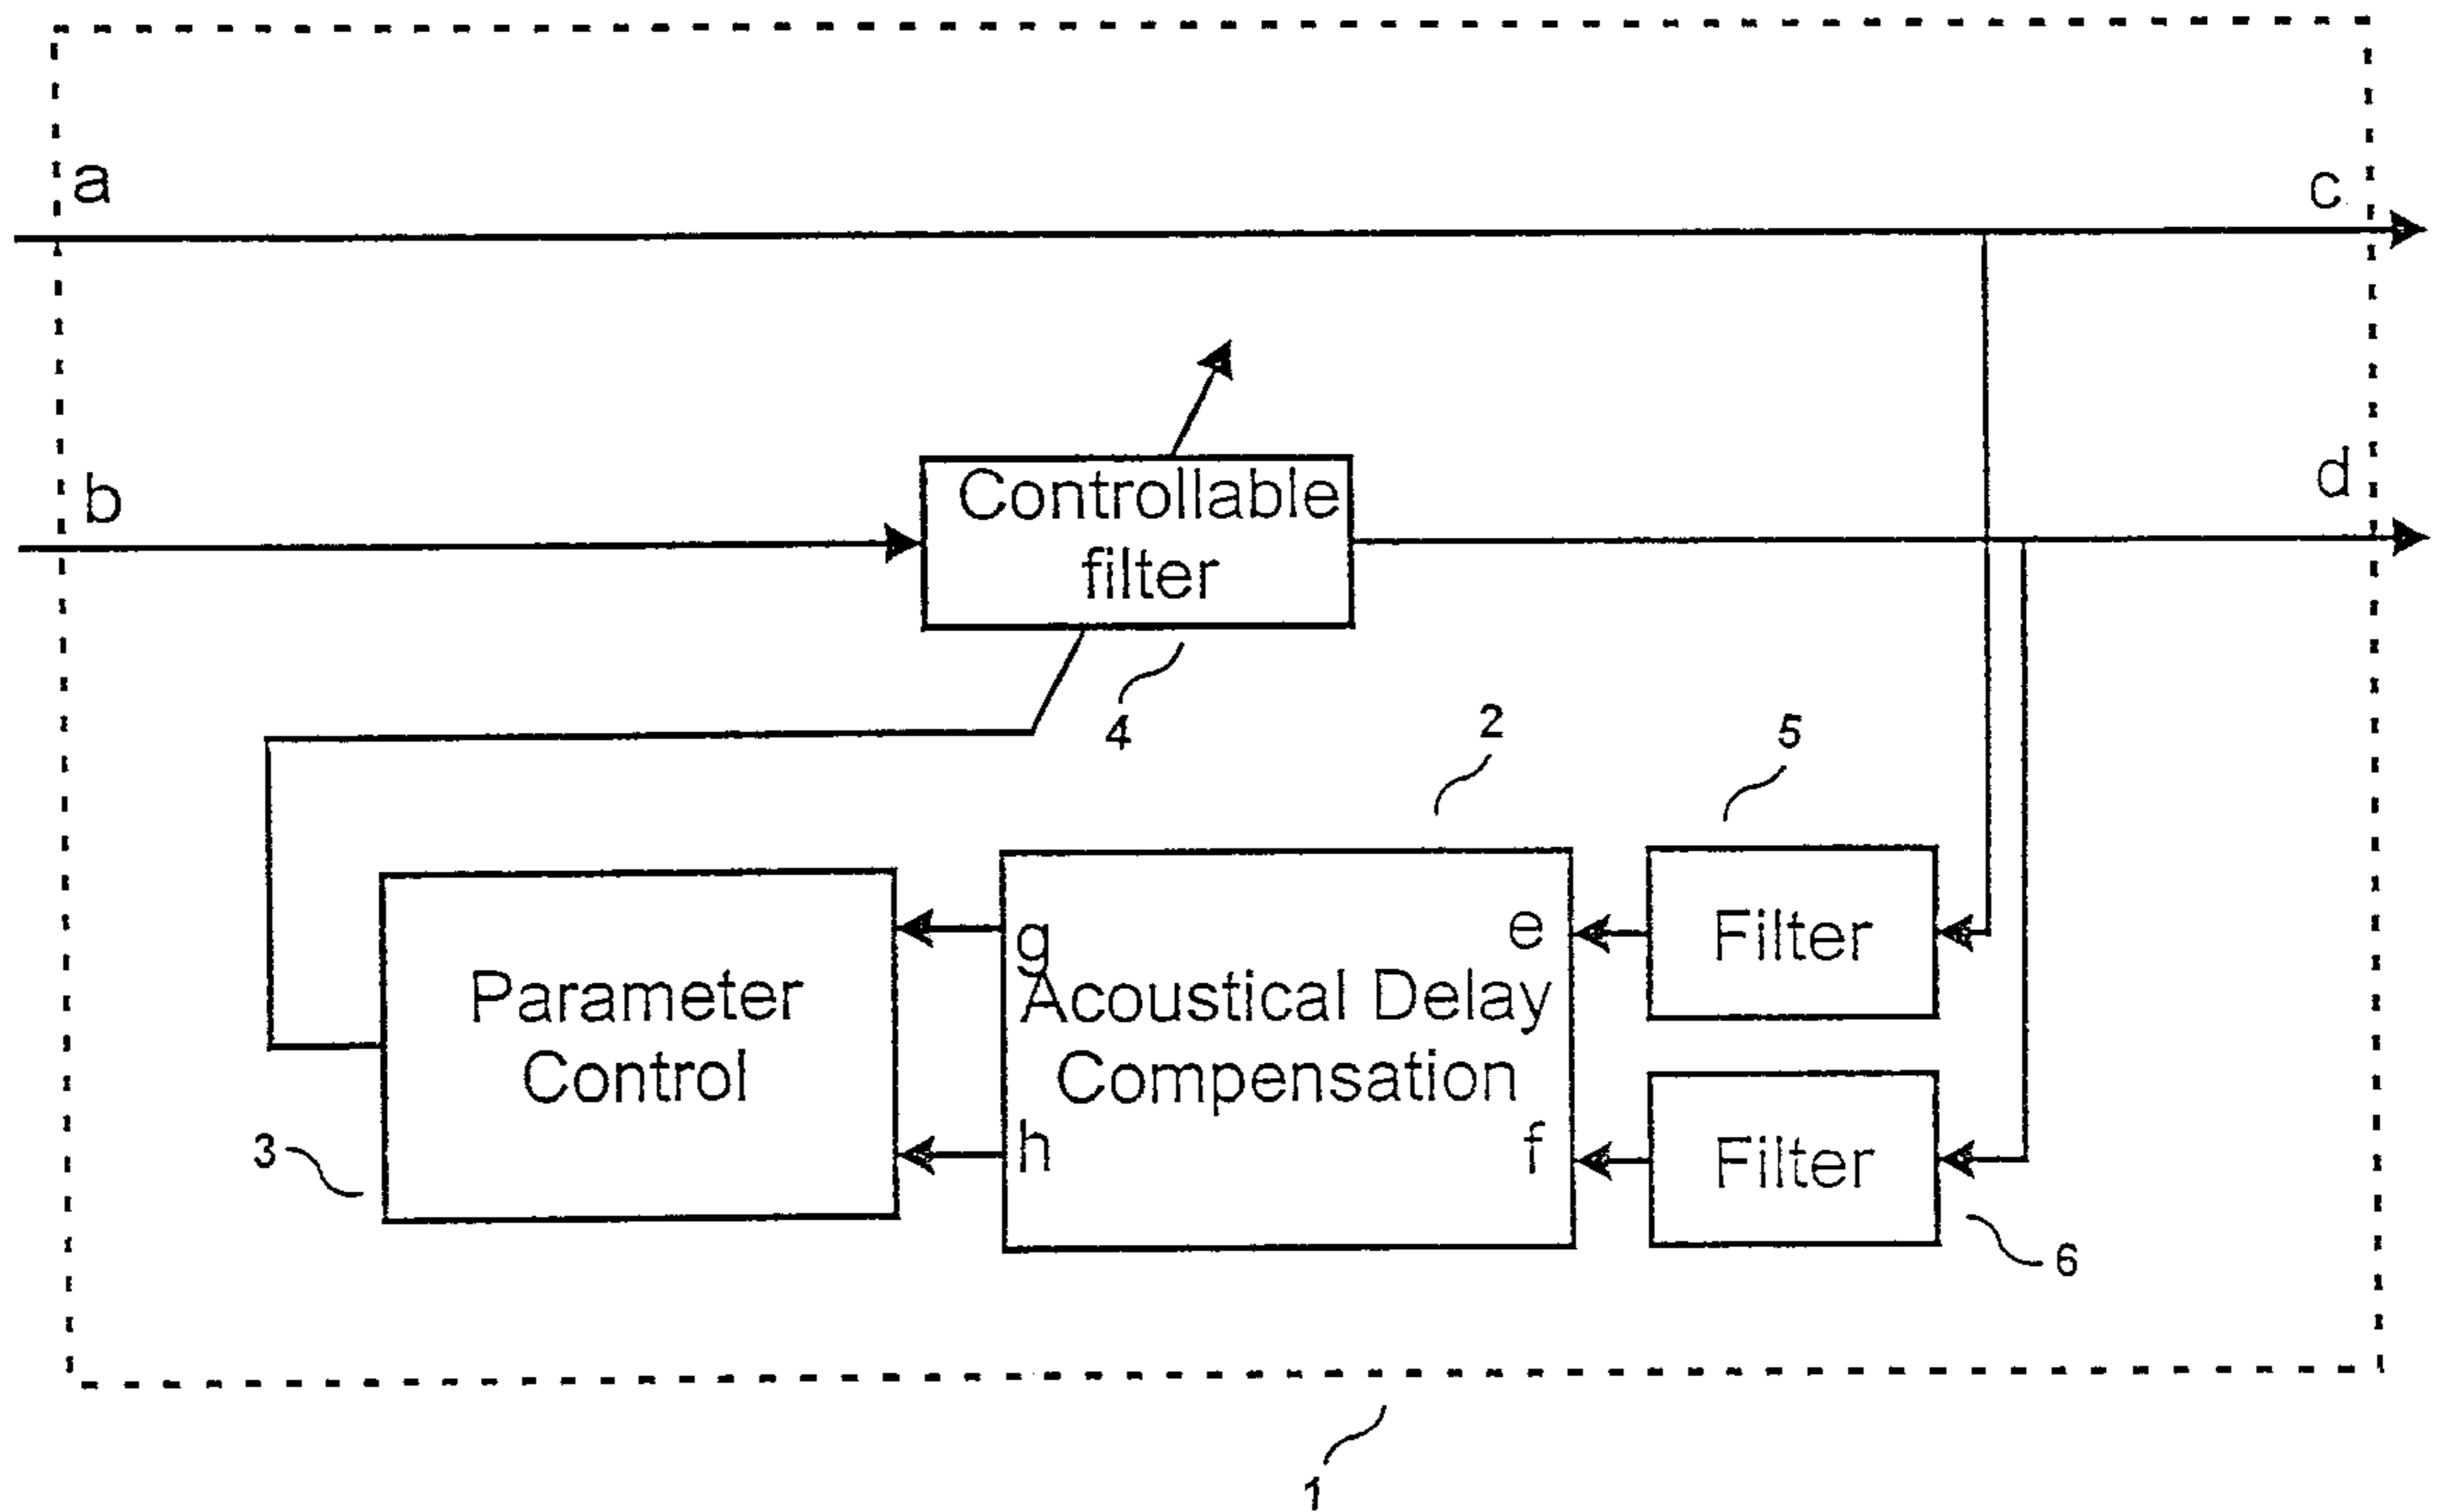 a
c
b
Controllable
filter
d
4
2
5
g
e
Filter
Parameter
Control
Acoustical Delay
Compensation
h
f
Filter
3
6
1